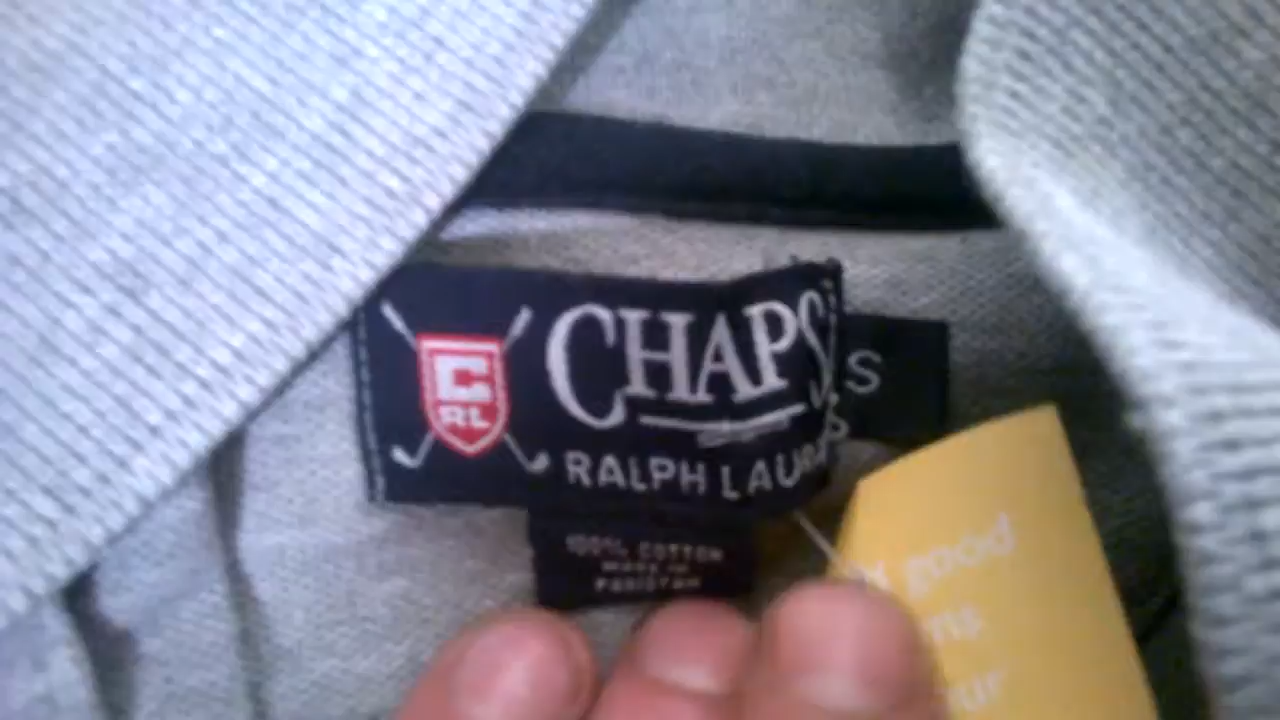 CHAPS
RALPH LAU
C
RL
S
100% COTTON
MADE IN
PAKISTAN
good